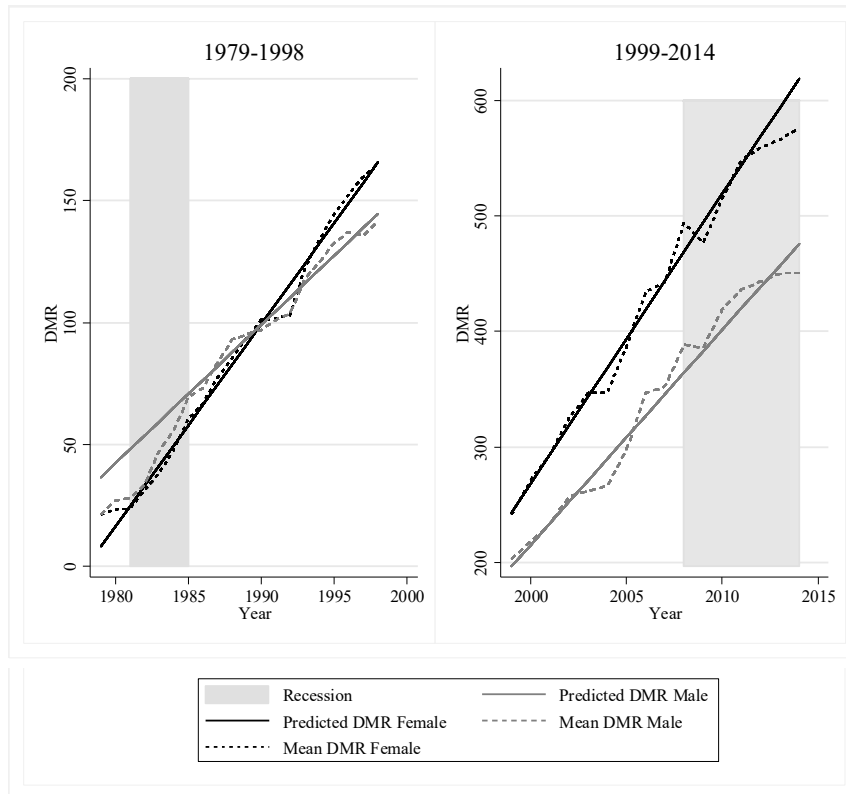 1979-1998
200
150
100
50
0
DMR
1980 1985 1990 1995 2000
Year
1999-2014
600
500
400
300
200
DMR
2000 2005 2010 2015
Year
Recession
Predicted DMR Male
Predicted DMR Female
Mean DMR Male
Mean DMR Female